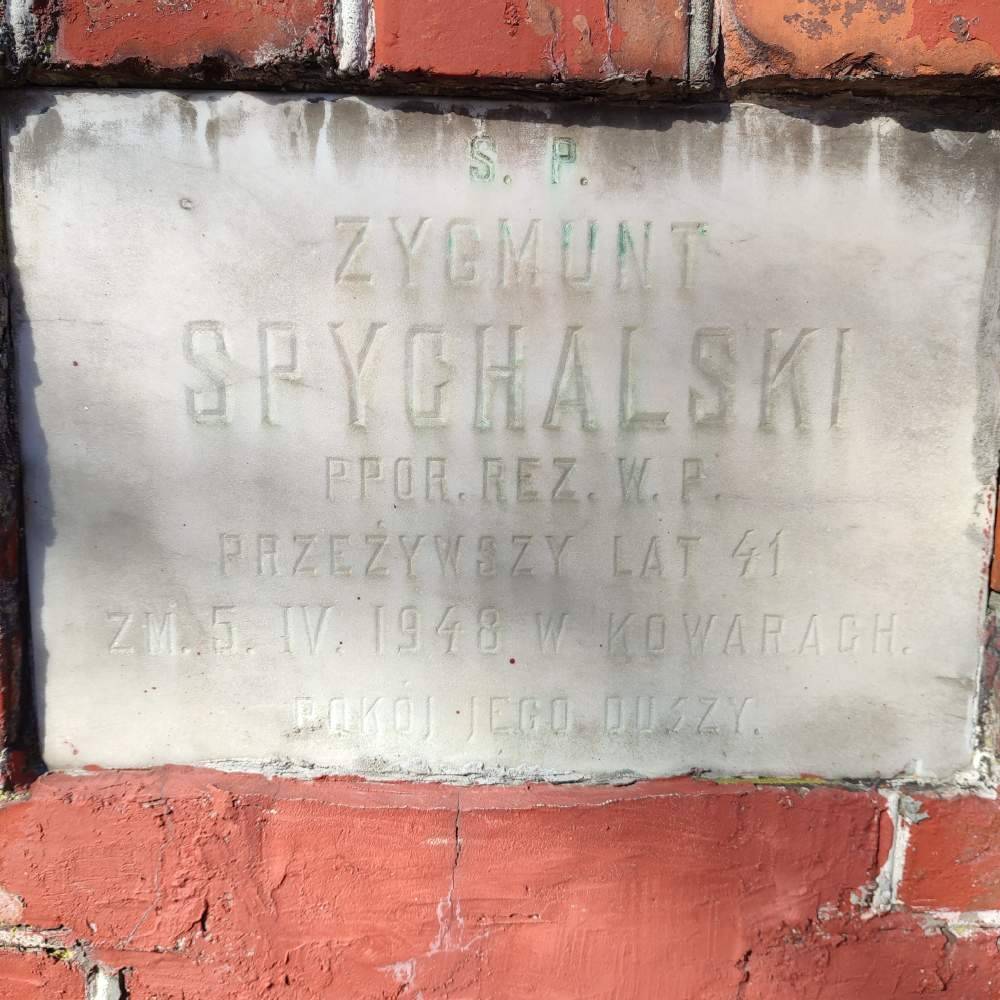 Ś. P.
ZYGMUNT
SPYCHALSKI
PPOR. REZ. W. P.
PRZEŻYWSZY LAT 41
ZM. 5. IV. 1948 W KOWARACH.
POKÓJ JEGO DUSZY.